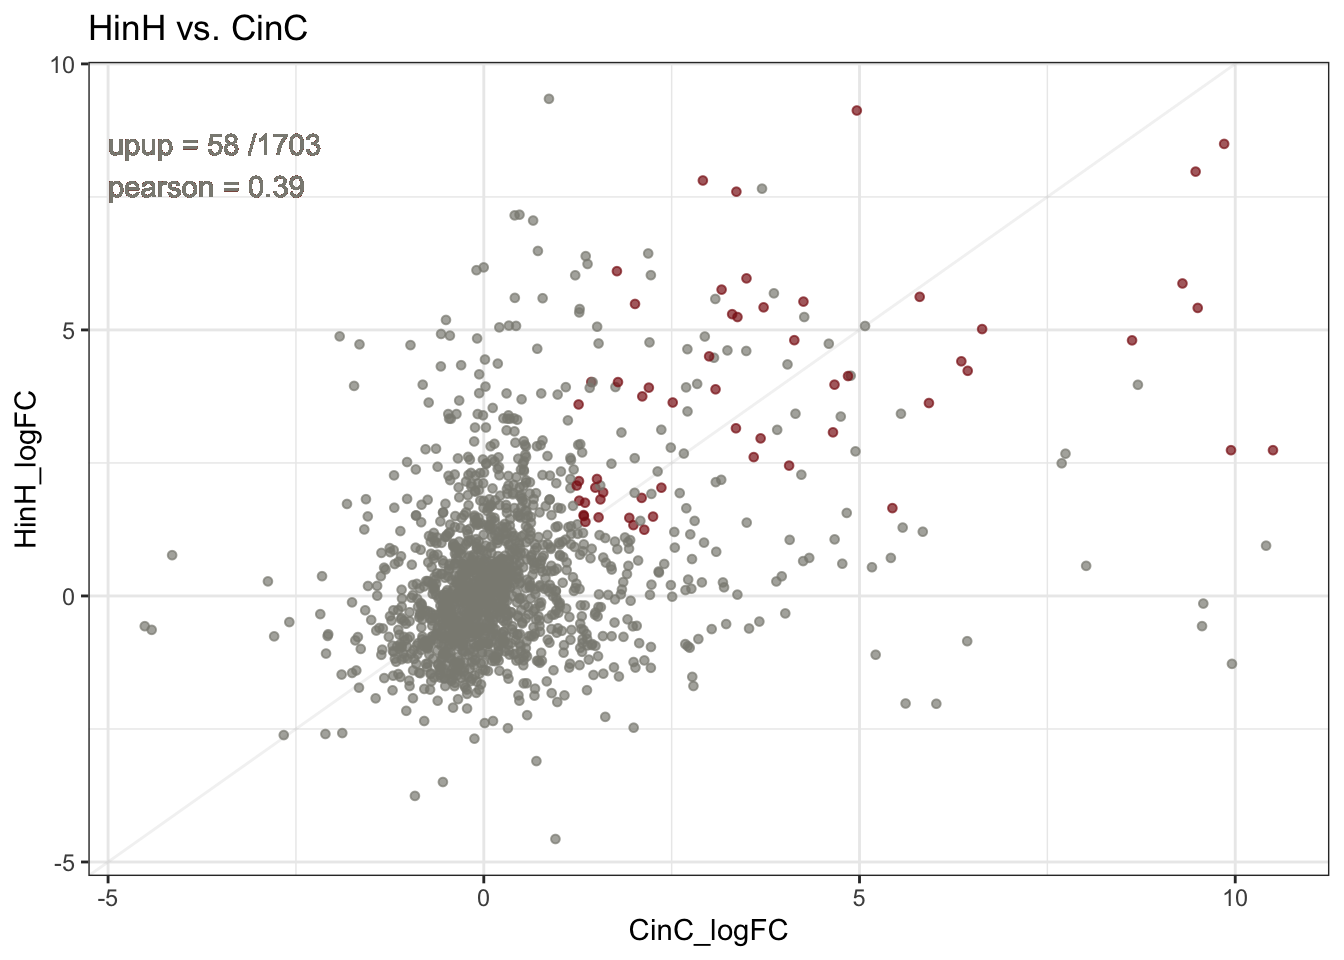 HinH vs. CinC
10
upup = 58 /1703
pearson = 0.39
5
0
-5
HinH_logFC
-5 0 5 10
CinC_logFC